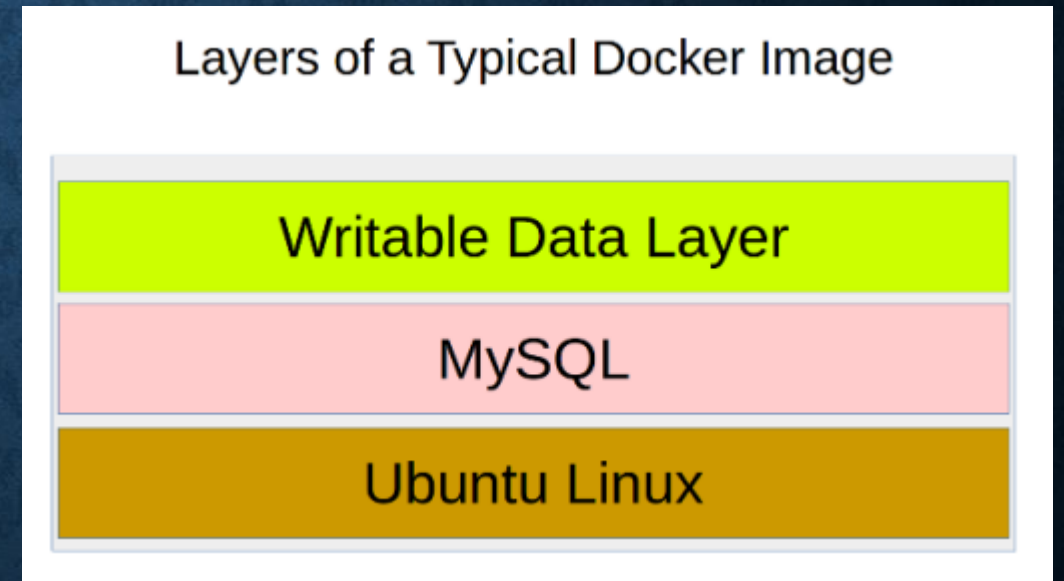 Layers of a Typical Docker Image
Writable Data Layer
MySQL
Ubuntu Linux